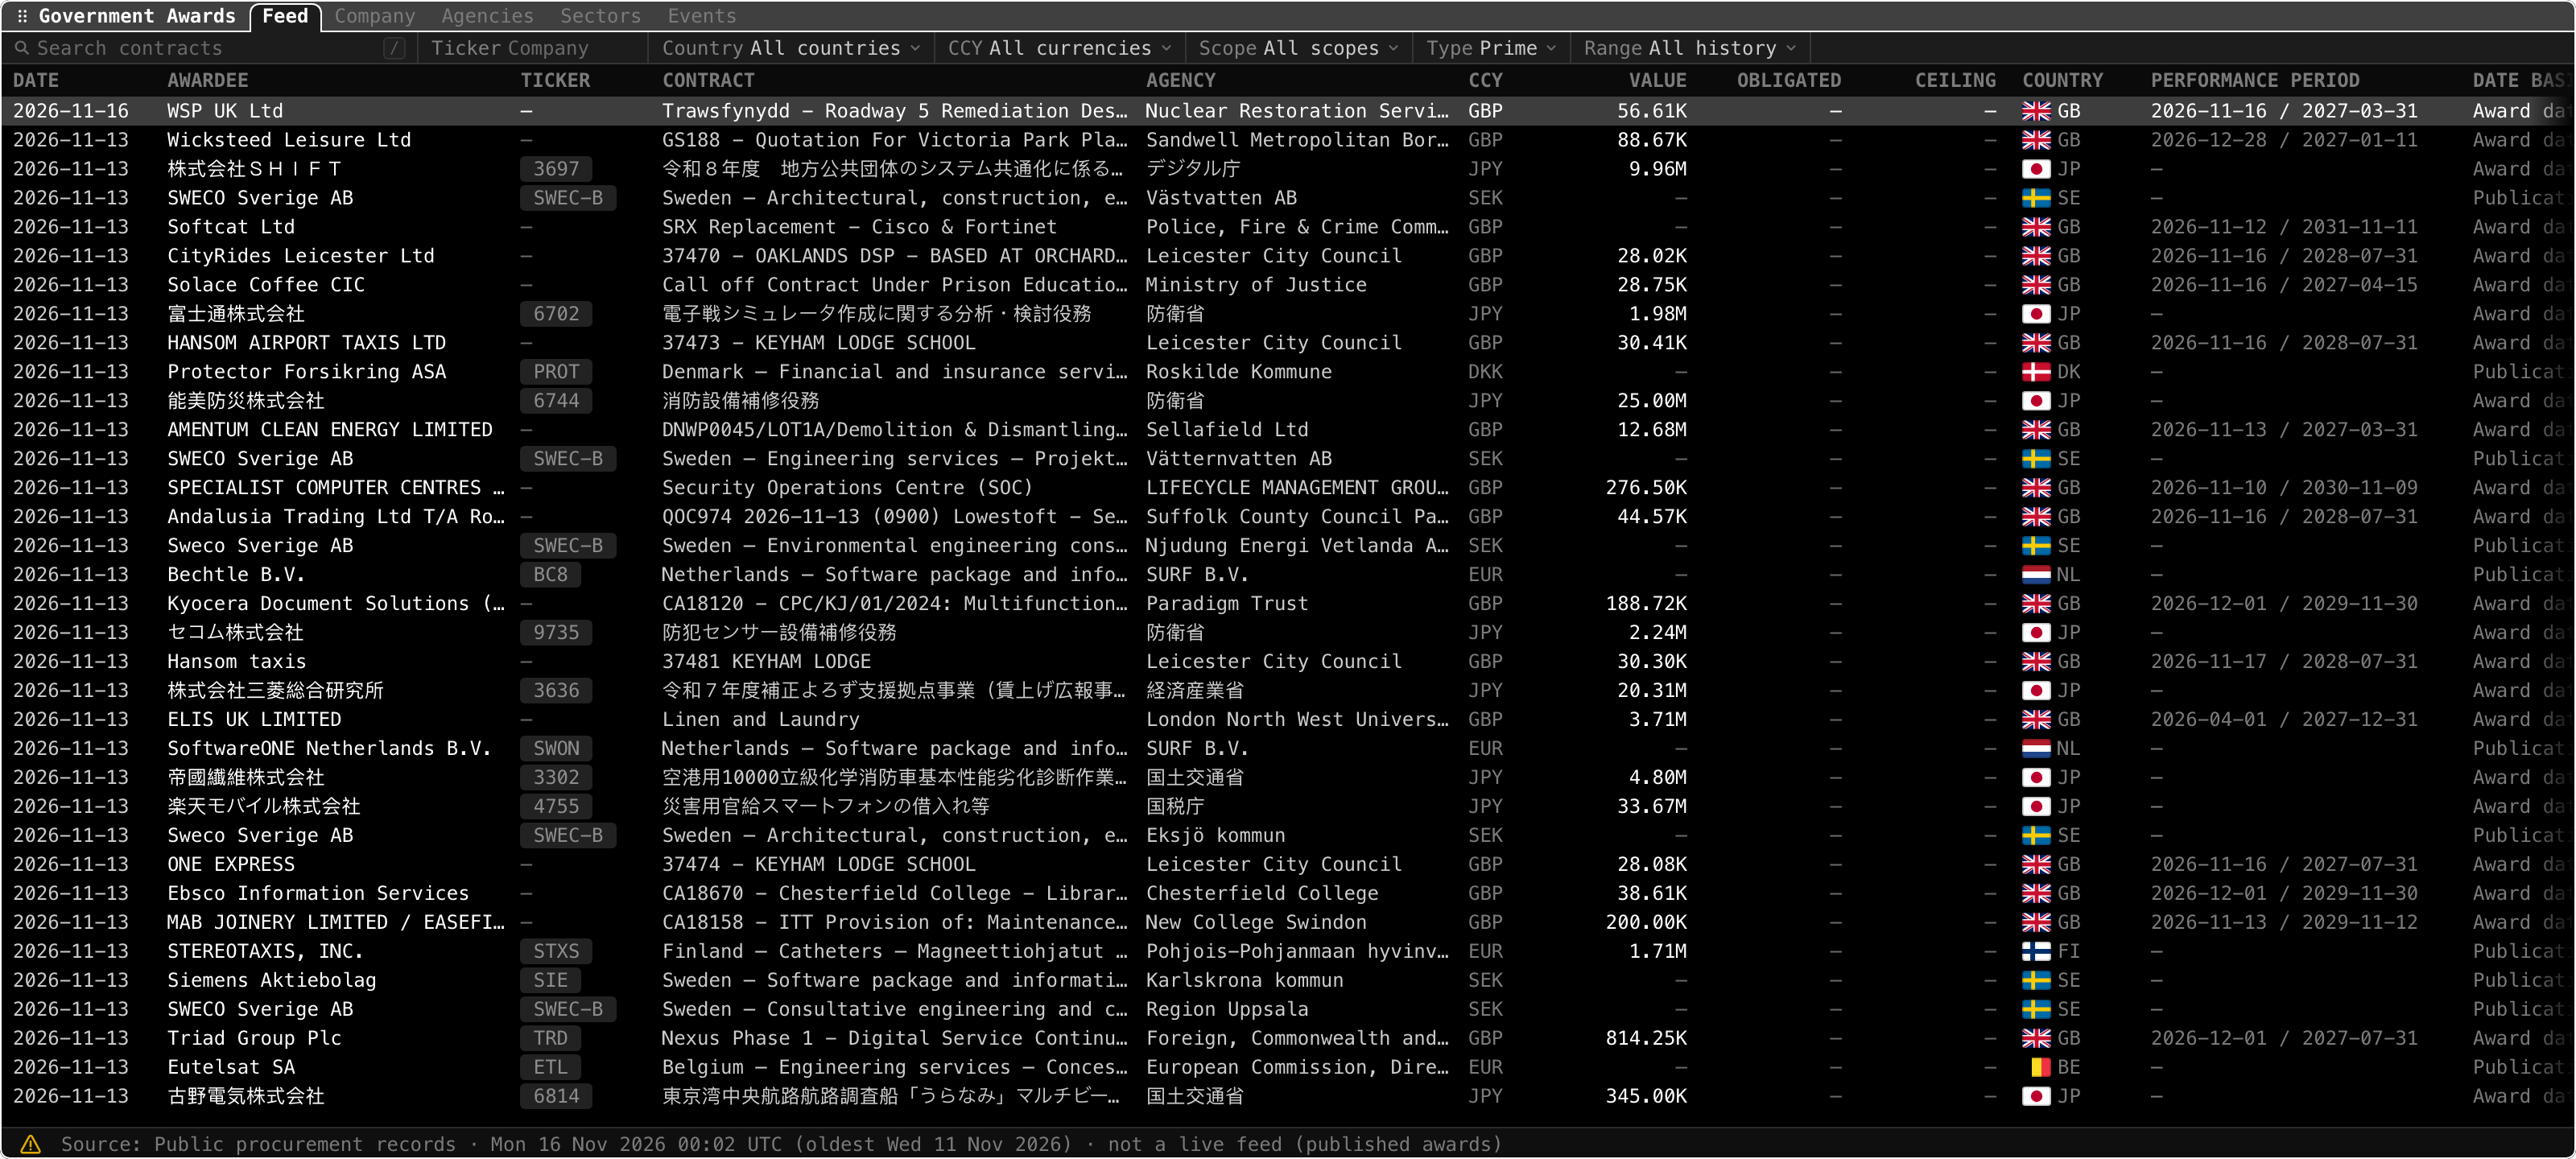 Government Awards Feed Company Agencies Sectors Events
Search contracts / Ticker Company Country All countries CCY All currencies Scope All scopes Type Prime Range All history
DATE AWARDEE TICKER CONTRACT AGENCY CCY VALUE OBLIGATED CEILING COUNTRY PERFORMANCE PERIOD DATE BAS
2026-11-16 WSP UK Ltd — Trawsfynydd – Roadway 5 Remediation Des… Nuclear Restoration Servi… GBP 56.61K — — GB 2026-11-16 / 2027-03-31 Award da
2026-11-13 Wicksteed Leisure Ltd — GS188 – Quotation For Victoria Park Pla… Sandwell Metropolitan Bor… GBP 88.67K — — GB 2026-12-28 / 2027-01-11 Award da
2026-11-13 株式会社ＳＨＩＦＴ 3697 令和８年度　地方公共団体のシステム共通化に係る… デジタル庁 JPY 9.96M — — JP — Award da
2026-11-13 SWECO Sverige AB SWEC-B Sweden – Architectural, construction, e… Västvatten AB SEK — — — SE — Publicat
2026-11-13 Softcat Ltd — SRX Replacement – Cisco & Fortinet Police, Fire & Crime Comm… GBP — — — GB 2026-11-12 / 2031-11-11 Award da
2026-11-13 CityRides Leicester Ltd — 37470 – OAKLANDS DSP – BASED AT ORCHARD… Leicester City Council GBP 28.02K — — GB 2026-11-16 / 2028-07-31 Award da
2026-11-13 Solace Coffee CIC — Call off Contract Under Prison Educatio… Ministry of Justice GBP 28.75K — — GB 2026-11-16 / 2027-04-15 Award da
2026-11-13 富士通株式会社 6702 電子戦シミュレータ作成に関する分析・検討役務 防衛省 JPY 1.98M — — JP — Award da
2026-11-13 HANSOM AIRPORT TAXIS LTD — 37473 – KEYHAM LODGE SCHOOL Leicester City Council GBP 30.41K — — GB 2026-11-16 / 2028-07-31 Award da
2026-11-13 Protector Forsikring ASA PROT Denmark – Financial and insurance servi… Roskilde Kommune DKK — — — DK — Publicat
2026-11-13 能美防災株式会社 6744 消防設備補修役務 防衛省 JPY 25.00M — — JP — Award da
2026-11-13 AMENTUM CLEAN ENERGY LIMITED — DNWP0045/LOT1A/Demolition & Dismantling… Sellafield Ltd GBP 12.68M — — GB 2026-11-13 / 2027-03-31 Award da
2026-11-13 SWECO Sverige AB SWEC-B Sweden – Engineering services – Projekt… Vätternvatten AB SEK — — — SE — Publicat
2026-11-13 SPECIALIST COMPUTER CENTRES … — Security Operations Centre (SOC) LIFECYCLE MANAGEMENT GROU… GBP 276.50K — — GB 2026-11-10 / 2030-11-09 Award da
2026-11-13 Andalusia Trading Ltd T/A Ro… — QOC974 2026-11-13 (0900) Lowestoft – Se… Suffolk County Council Pa… GBP 44.57K — — GB 2026-11-16 / 2028-07-31 Award da
2026-11-13 Sweco Sverige AB SWEC-B Sweden – Environmental engineering cons… Njudung Energi Vetlanda A… SEK — — — SE — Publicat
2026-11-13 Bechtle B.V. BC8 Netherlands – Software package and info… SURF B.V. EUR — — — NL — Publicat
2026-11-13 Kyocera Document Solutions (… — CA18120 – CPC/KJ/01/2024: Multifunction… Paradigm Trust GBP 188.72K — — GB 2026-12-01 / 2029-11-30 Award da
2026-11-13 セコム株式会社 9735 防犯センサー設備補修役務 防衛省 JPY 2.24M — — JP — Award da
2026-11-13 Hansom taxis — 37481 KEYHAM LODGE Leicester City Council GBP 30.30K — — GB 2026-11-17 / 2028-07-31 Award da
2026-11-13 株式会社三菱総合研究所 3636 令和７年度補正よろず支援拠点事業（賃上げ広報事… 経済産業省 JPY 20.31M — — JP — Award da
2026-11-13 ELIS UK LIMITED — Linen and Laundry London North West Univers… GBP 3.71M — — GB 2026-04-01 / 2027-12-31 Award da
2026-11-13 SoftwareONE Netherlands B.V. SWON Netherlands – Software package and info… SURF B.V. EUR — — — NL — Publicat
2026-11-13 帝國繊維株式会社 3302 空港用10000立級化学消防車基本性能劣化診断作業… 国土交通省 JPY 4.80M — — JP — Award da
2026-11-13 楽天モバイル株式会社 4755 災害用官給スマートフォンの借入れ等 国税庁 JPY 33.67M — — JP — Award da
2026-11-13 Sweco Sverige AB SWEC-B Sweden – Architectural, construction, e… Eksjö kommun SEK — — — SE — Publicat
2026-11-13 ONE EXPRESS — 37474 – KEYHAM LODGE SCHOOL Leicester City Council GBP 28.08K — — GB 2026-11-16 / 2027-07-31 Award da
2026-11-13 Ebsco Information Services — CA18670 – Chesterfield College – Librar… Chesterfield College GBP 38.61K — — GB 2026-12-01 / 2029-11-30 Award da
2026-11-13 MAB JOINERY LIMITED / EASEFI… — CA18158 – ITT Provision of: Maintenance… New College Swindon GBP 200.00K — — GB 2026-11-13 / 2029-11-12 Award da
2026-11-13 STEREOTAXIS, INC. STXS Finland – Catheters – Magneettiohjatut … Pohjois-Pohjanmaan hyvinv… EUR 1.71M — — FI — Publicat
2026-11-13 Siemens Aktiebolag SIE Sweden – Software package and informati… Karlskrona kommun SEK — — — SE — Publicat
2026-11-13 SWECO Sverige AB SWEC-B Sweden – Consultative engineering and c… Region Uppsala SEK — — — SE — Publicat
2026-11-13 Triad Group Plc TRD Nexus Phase 1 – Digital Service Continu… Foreign, Commonwealth and… GBP 814.25K — — GB 2026-12-01 / 2027-07-31 Award da
2026-11-13 Eutelsat SA ETL Belgium – Engineering services – Conces… European Commission, Dire… EUR — — — BE — Publicat
2026-11-13 古野電気株式会社 6814 東京湾中央航路航路調査船「うらなみ」マルチビー… 国土交通省 JPY 345.00K — — JP — Award da
Source: Public procurement records · Mon 16 Nov 2026 00:02 UTC (oldest Wed 11 Nov 2026) · not a live feed (published awards)